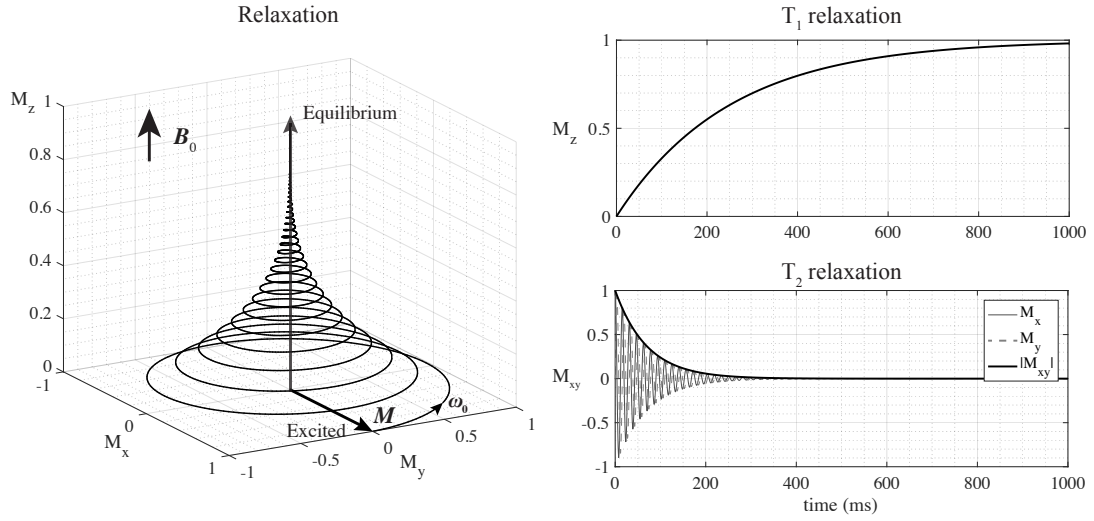 Relaxation
M_z
1
0.8
0.6
0.4
0.2
0
B_0
Equilibrium
Excited
M
ω_0
-1
0
1
M_x
-1
-0.5
0
0.5
1
M_y
T_1 relaxation
1
0.5
0
M_z
0 200 400 600 800 1000
T_2 relaxation
1
0.5
0
-0.5
-1
M_xy
M_x
M_y
|M_xy|
0 200 400 600 800 1000
time (ms)